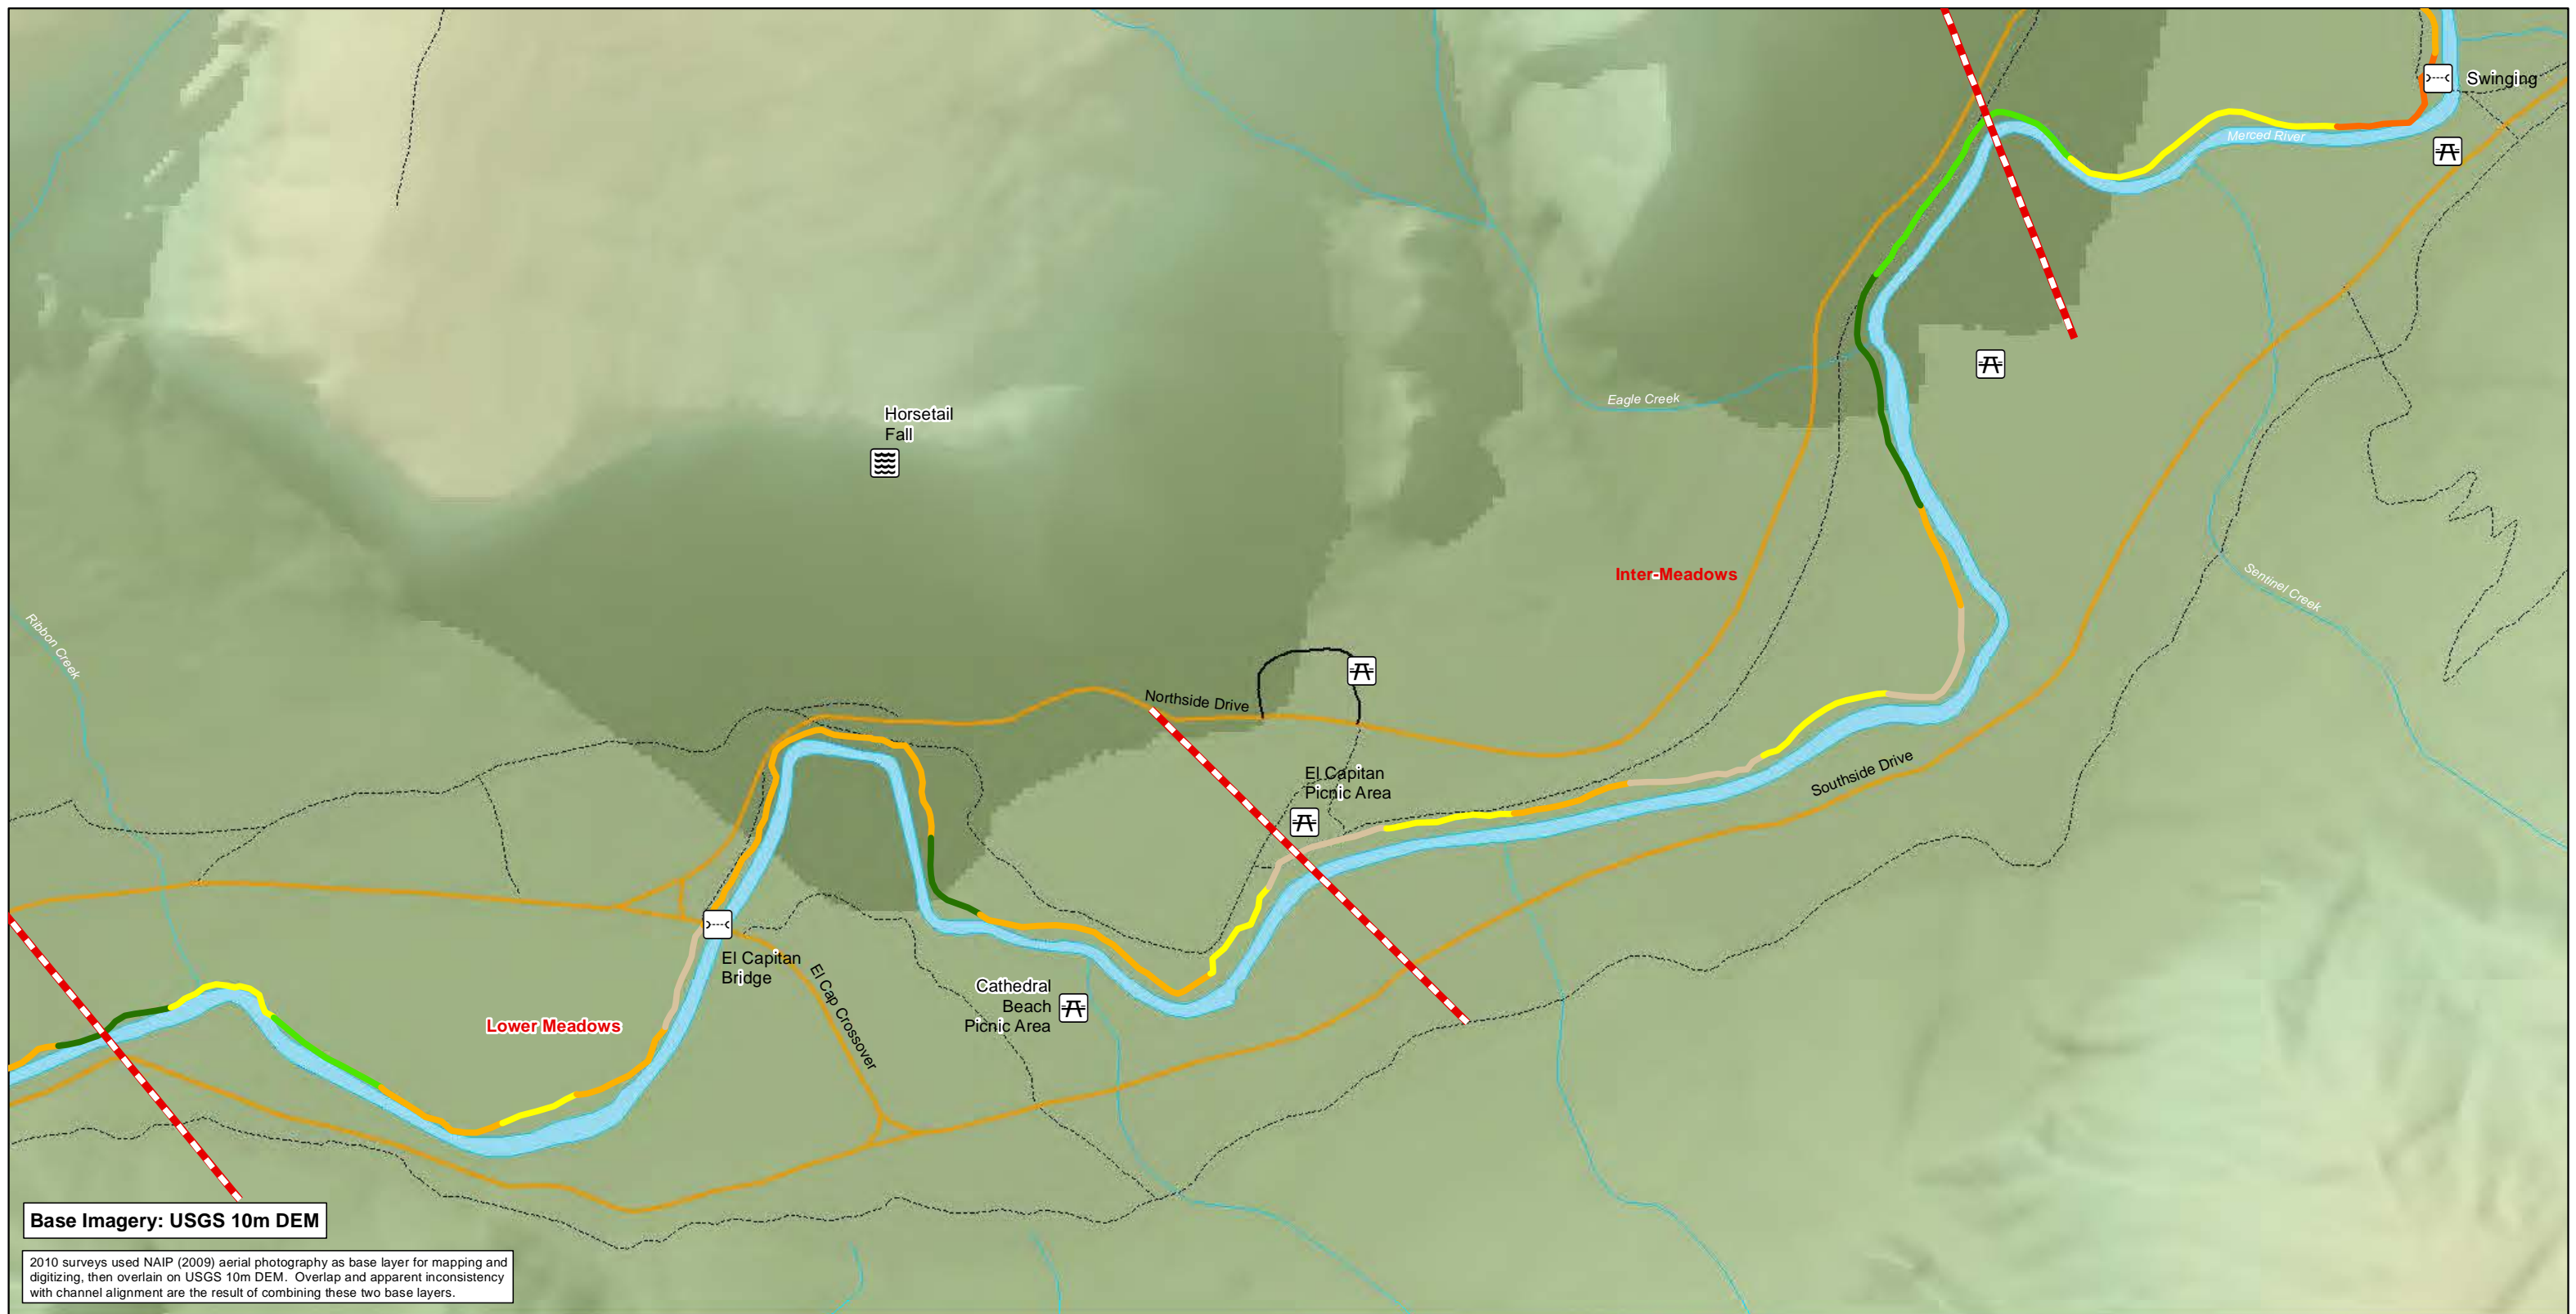 Swinging
Merced River
Horsetail
Fall
Eagle Creek
Inter-Meadows
Sentinel Creek
Ribbon Creek
Northside Drive
El Capitan
Picnic Area
Southside Drive
El Capitan
Bridge
El Cap Crossover
Cathedral
Beach
Picnic Area
Lower Meadows
Base Imagery: USGS 10m DEM
2010 surveys used NAIP (2009) aerial photography as base layer for mapping and
digitizing, then overlain on USGS 10m DEM. Overlap and apparent inconsistency
with channel alignment are the result of combining these two base layers.